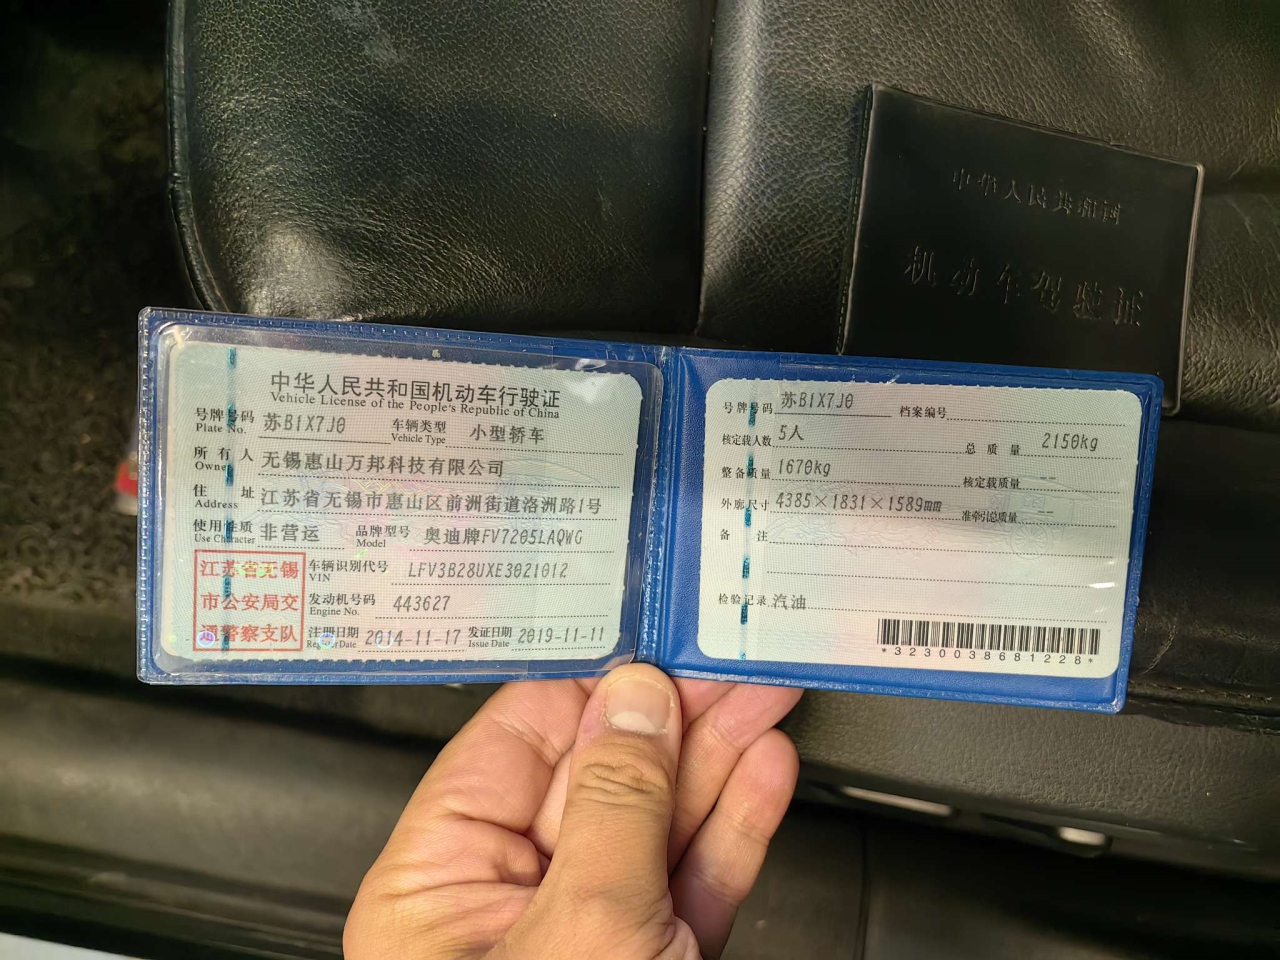 中华人民共和国
机动车驾驶证
中华人民共和国机动车行驶证
Vehicle License of the People's Republic of China
号牌号码 苏B1X7J0 车辆类型 小型轿车
Plate No. Vehicle Type
所有人 无锡惠山万邦科技有限公司
Owner
住址 江苏省无锡市惠山区前洲街道洛洲路1号
Address
使用性质 非营运 品牌型号 奥迪牌FV7205LAQWG
Use Character Model
江苏省无锡
市公安局交
通警察支队
车辆识别代号 LFV3B28UXE3021012
VIN
发动机号码 443627
Engine No.
注册日期 2014-11-17 发证日期 2019-11-11
Register Date Issue Date
号牌号码 苏B1X7J0 档案编号
核定载人数 5人 总质量 2150kg
整备质量 1670kg 核定载质量 --
外廓尺寸 4385×1831×1589mm 准牵引总质量 --
备注
检验记录 汽油
*3230038681228*